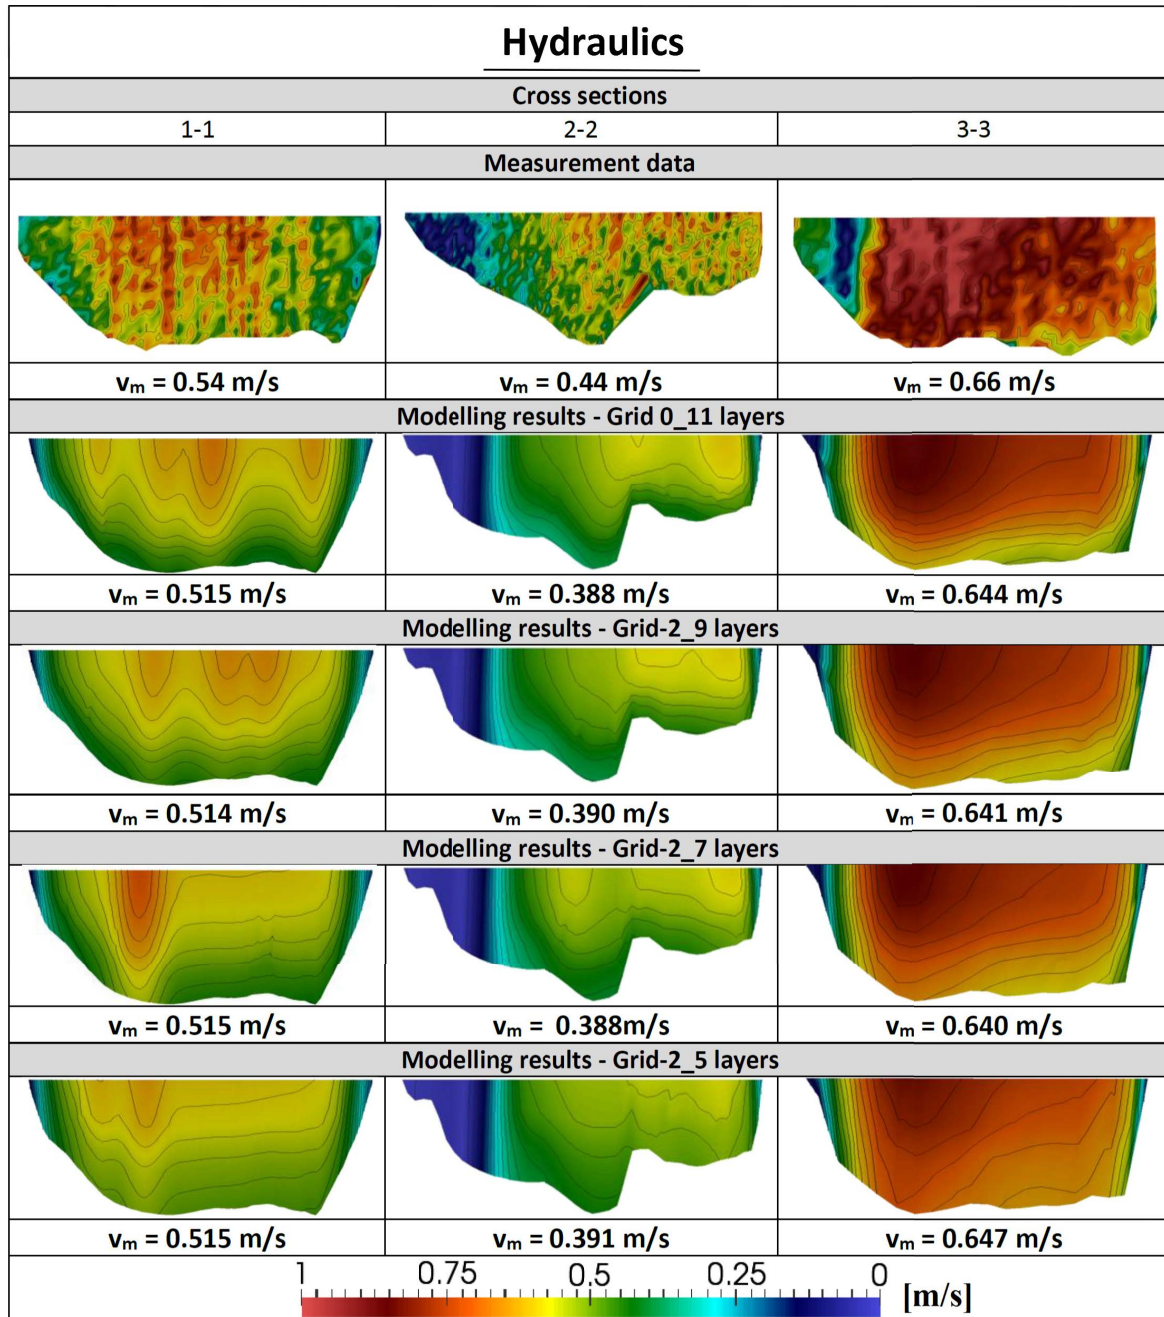 Hydraulics
Cross sections
1-1 2-2 3-3
Measurement data
vₘ = 0.54 m/s vₘ = 0.44 m/s vₘ = 0.66 m/s
Modelling results - Grid 0_11 layers
vₘ = 0.515 m/s vₘ = 0.388 m/s vₘ = 0.644 m/s
Modelling results - Grid-2_9 layers
vₘ = 0.514 m/s vₘ = 0.390 m/s vₘ = 0.641 m/s
Modelling results - Grid-2_7 layers
vₘ = 0.515 m/s vₘ = 0.388m/s vₘ = 0.640 m/s
Modelling results - Grid-2_5 layers
vₘ = 0.515 m/s vₘ = 0.391 m/s vₘ = 0.647 m/s
1 0.75 0.5 0.25 0 [m/s]